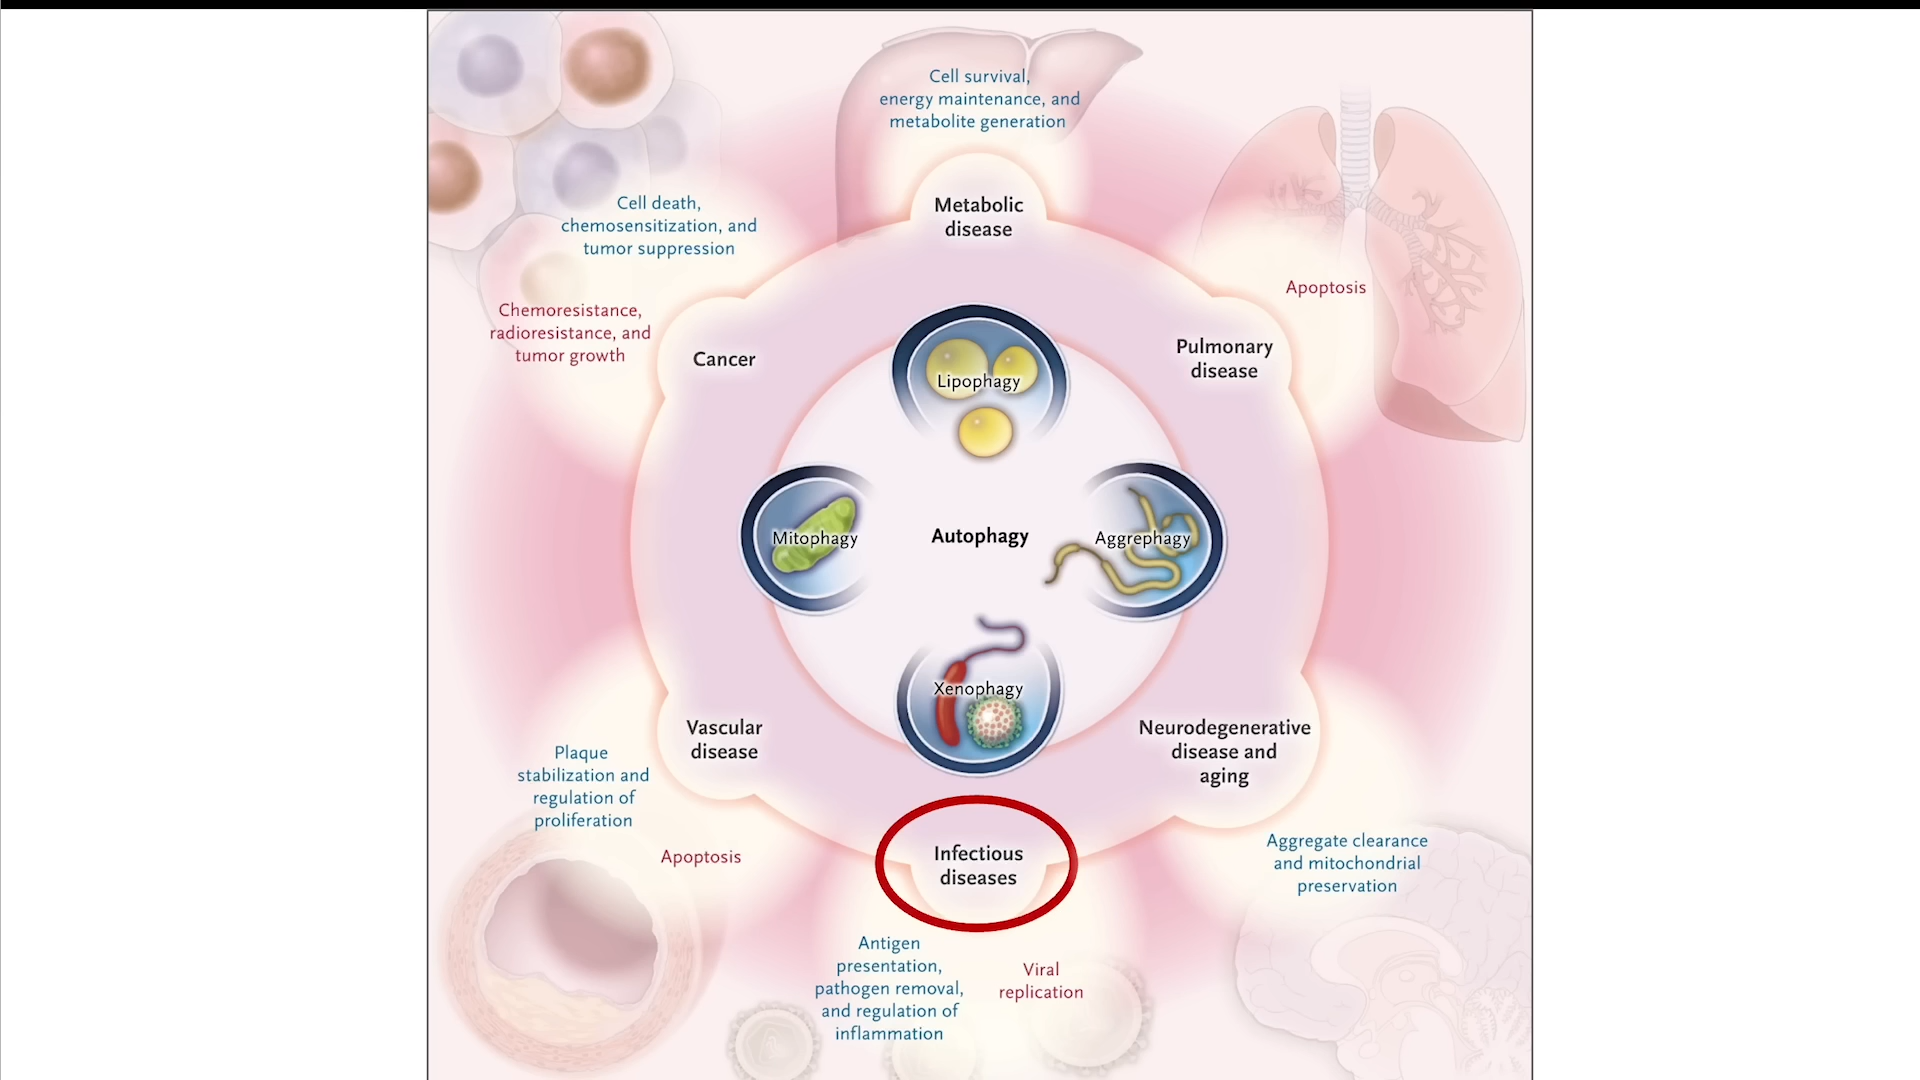 Cell survival,
energy maintenance, and
metabolite generation
Metabolic
disease
Cell death,
chemosensitization, and
tumor suppression
Chemoresistance,
radioresistance, and
tumor growth
Cancer
Apoptosis
Pulmonary
disease
Lipophagy
Mitophagy
Autophagy
Aggrephagy
Xenophagy
Vascular
disease
Plaque
stabilization and
regulation of
proliferation
Apoptosis
Neurodegenerative
disease and
aging
Aggregate clearance
and mitochondrial
preservation
Infectious
diseases
Antigen
presentation,
pathogen removal,
and regulation of
inflammation
Viral
replication